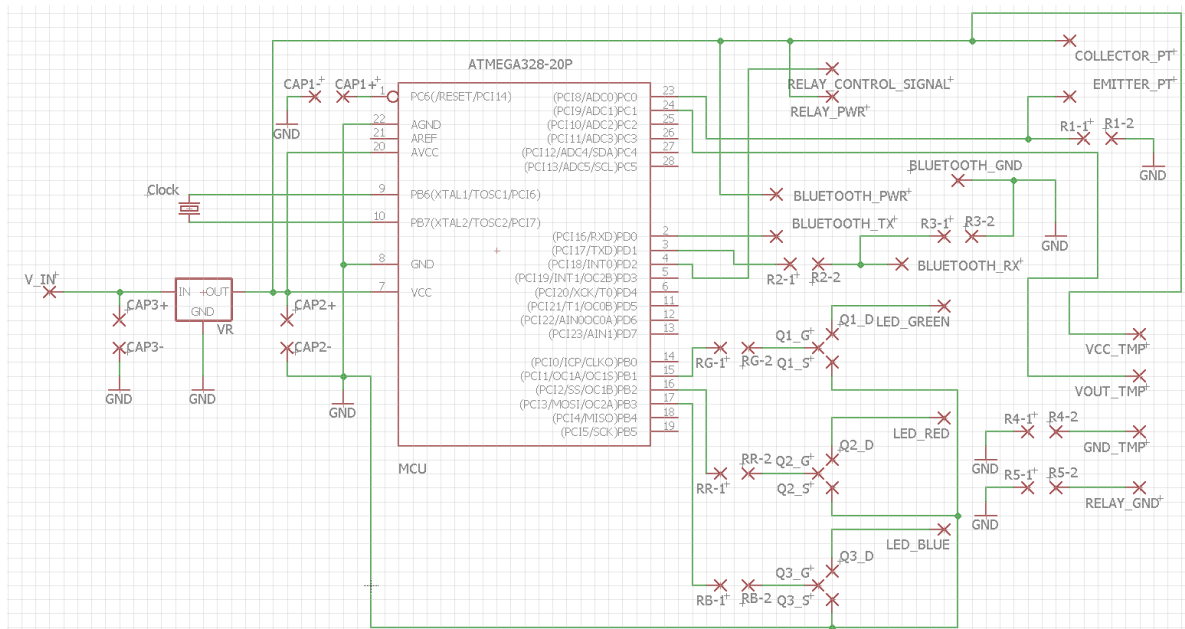 ATMEGA328-20P
CAP1-
CAP1+
GND
1
PC6(/RESET/PCI14)
22
AGND
21
AREF
20
AVCC
Clock
9
PB6(XTAL1/TOSC1/PCI6)
10
PB7(XTAL2/TOSC2/PCI7)
8
GND
7
VCC
V_IN
CAP3+
IN +OUT
GND
VR
CAP2+
CAP3-
CAP2-
GND
GND
GND
MCU
(PCI8/ADC0)PC0
23
(PCI9/ADC1)PC1
24
(PCI10/ADC2)PC2
25
(PCI11/ADC3)PC3
26
(PCI12/ADC4/SDA)PC4
27
(PCI13/ADC5/SCL)PC5
28
(PCI16/RXD)PD0
2
(PCI17/TXD)PD1
3
(PCI18/INT0)PD2
4
(PCI19/INT1/OC2B)PD3
5
(PCI20/XCK/T0)PD4
6
(PCI21/T1/OC0B)PD5
11
(PCI22/AIN0OC0A)PD6
12
(PCI23/AIN1)PD7
13
(PCI0/ICP/CLKO)PB0
14
(PCI1/OC1A/OC1S)PB1
15
(PCI2/SS/OC1B)PB2
16
(PCI3/MOSI/OC2A)PB3
17
(PCI4/MISO)PB4
18
(PCI5/SCK)PB5
19
COLLECTOR_PT
RELAY_CONTROL_SIGNAL
EMITTER_PT
RELAY_PWR
R1-1
R1-2
GND
BLUETOOTH_GND
BLUETOOTH_PWR
BLUETOOTH_TX
R3-1
R3-2
GND
R2-1
R2-2
BLUETOOTH_RX
Q1_D
LED_GREEN
Q1_G
RG-1
RG-2
Q1_S
VCC_TMP
VOUT_TMP
LED_RED
R4-1
R4-2
GND_TMP
GND
Q2_D
Q2_G
RR-2
RR-1
Q2_S
R5-1
R5-2
RELAY_GND
GND
LED_BLUE
Q3_D
Q3_G
RB-1
RB-2
Q3_S